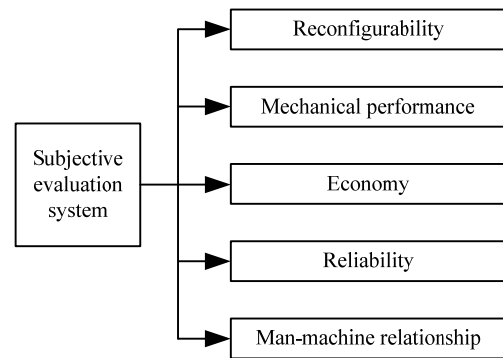 Reconfigurability
Mechanical performance
Subjective
evaluation
system
Economy
Reliability
Man-machine relationship